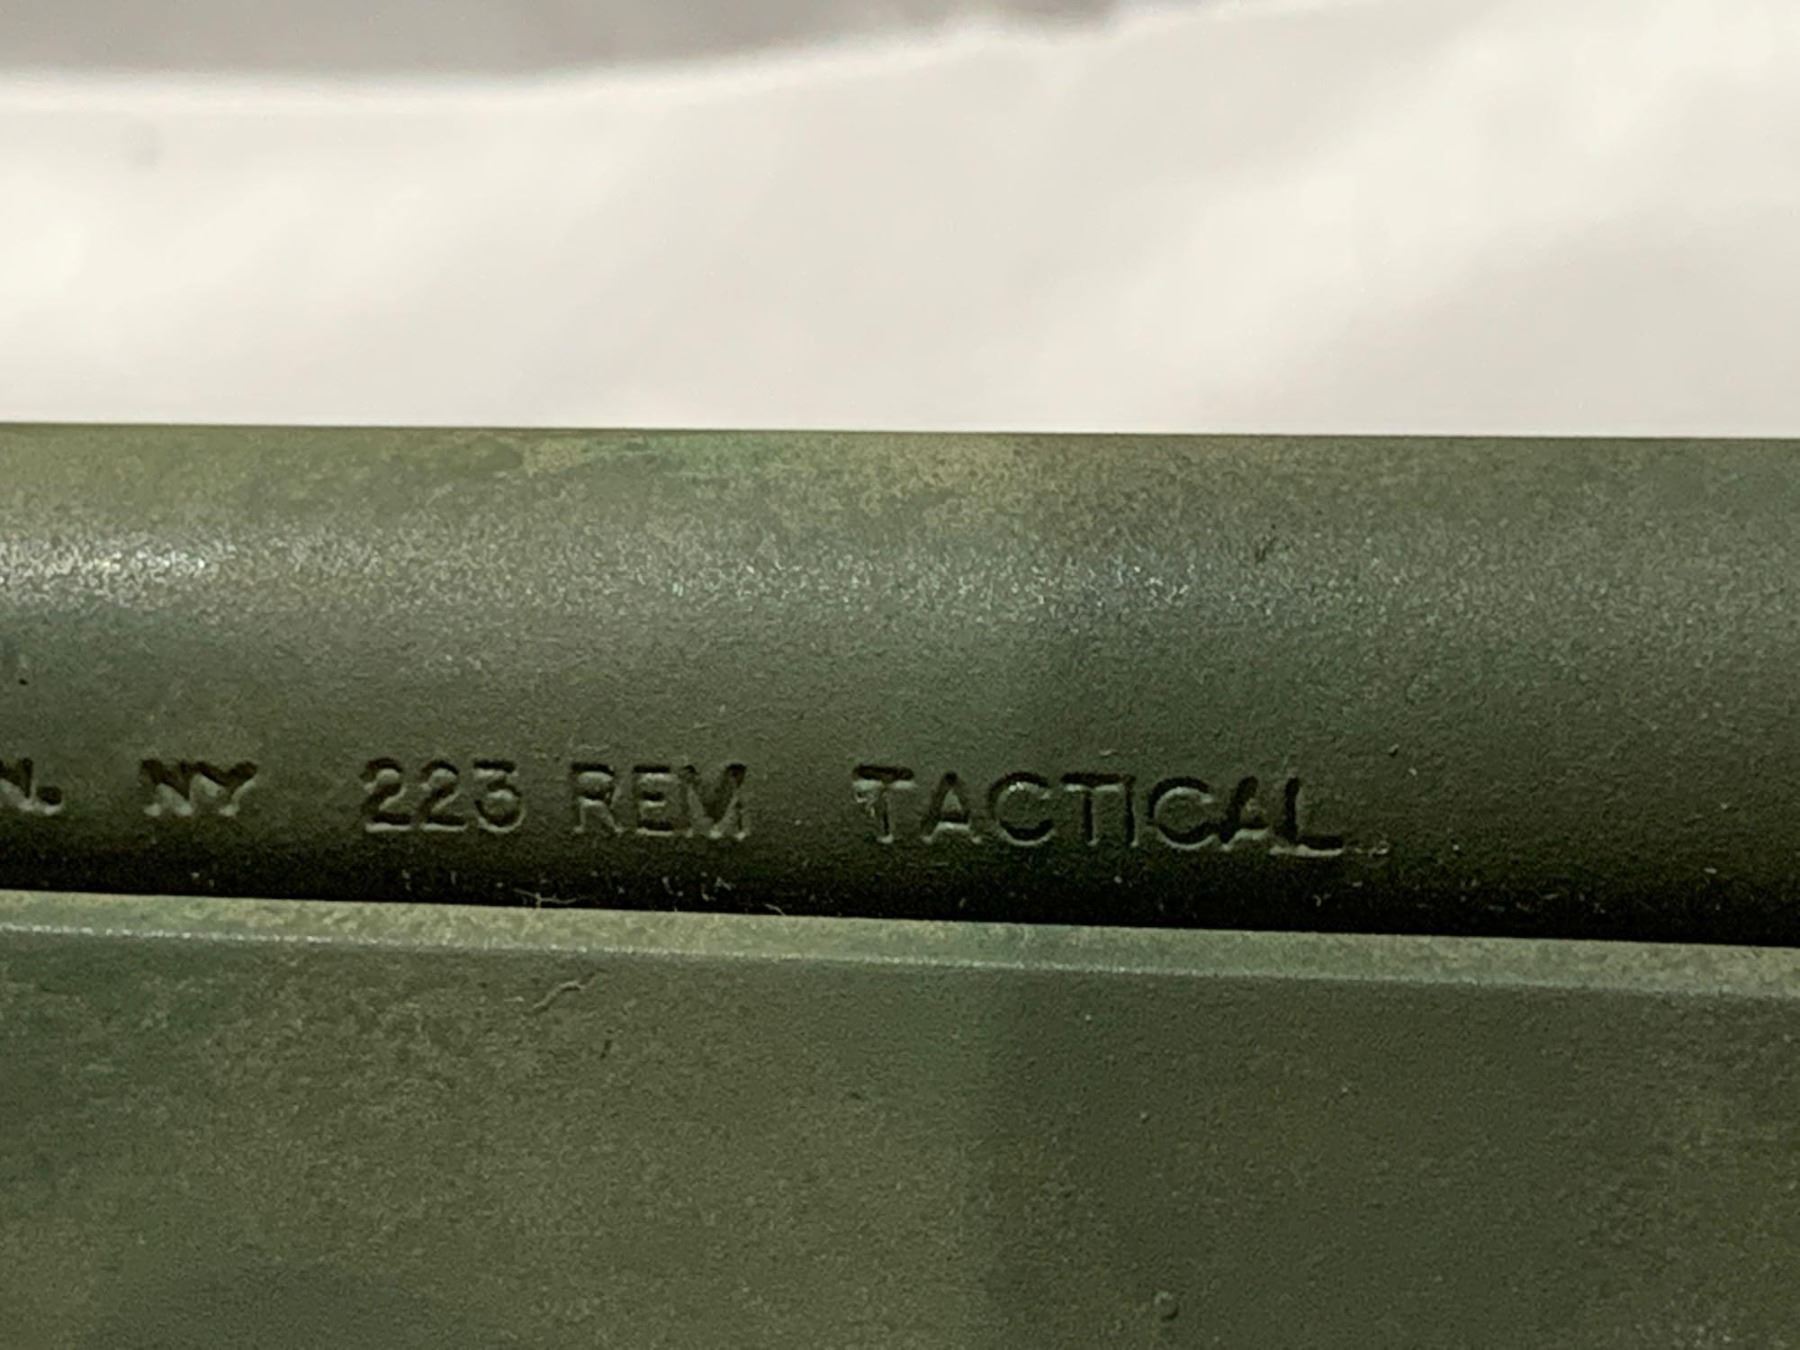 N. NY 223 REM TACTICAL